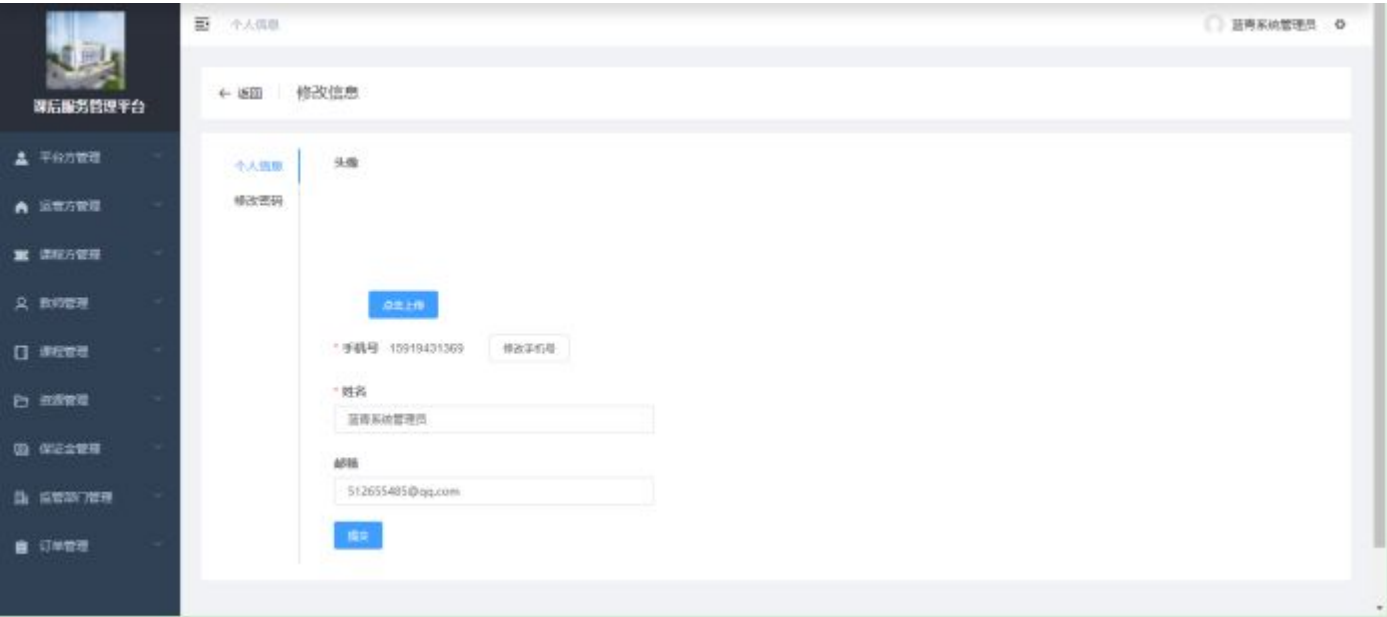 个人信息
蓝青系统管理员
课后服务管理平台
← 返回
修改信息
平台方管理
运营方管理
课程方管理
教师管理
课程管理
资源管理
保证金管理
监管部门管理
订单管理
个人信息
修改密码
头像
点击上传
* 手机号 15919431369 修改手机号
* 姓名
蓝青系统管理员
邮箱
512655485@qq.com
提交